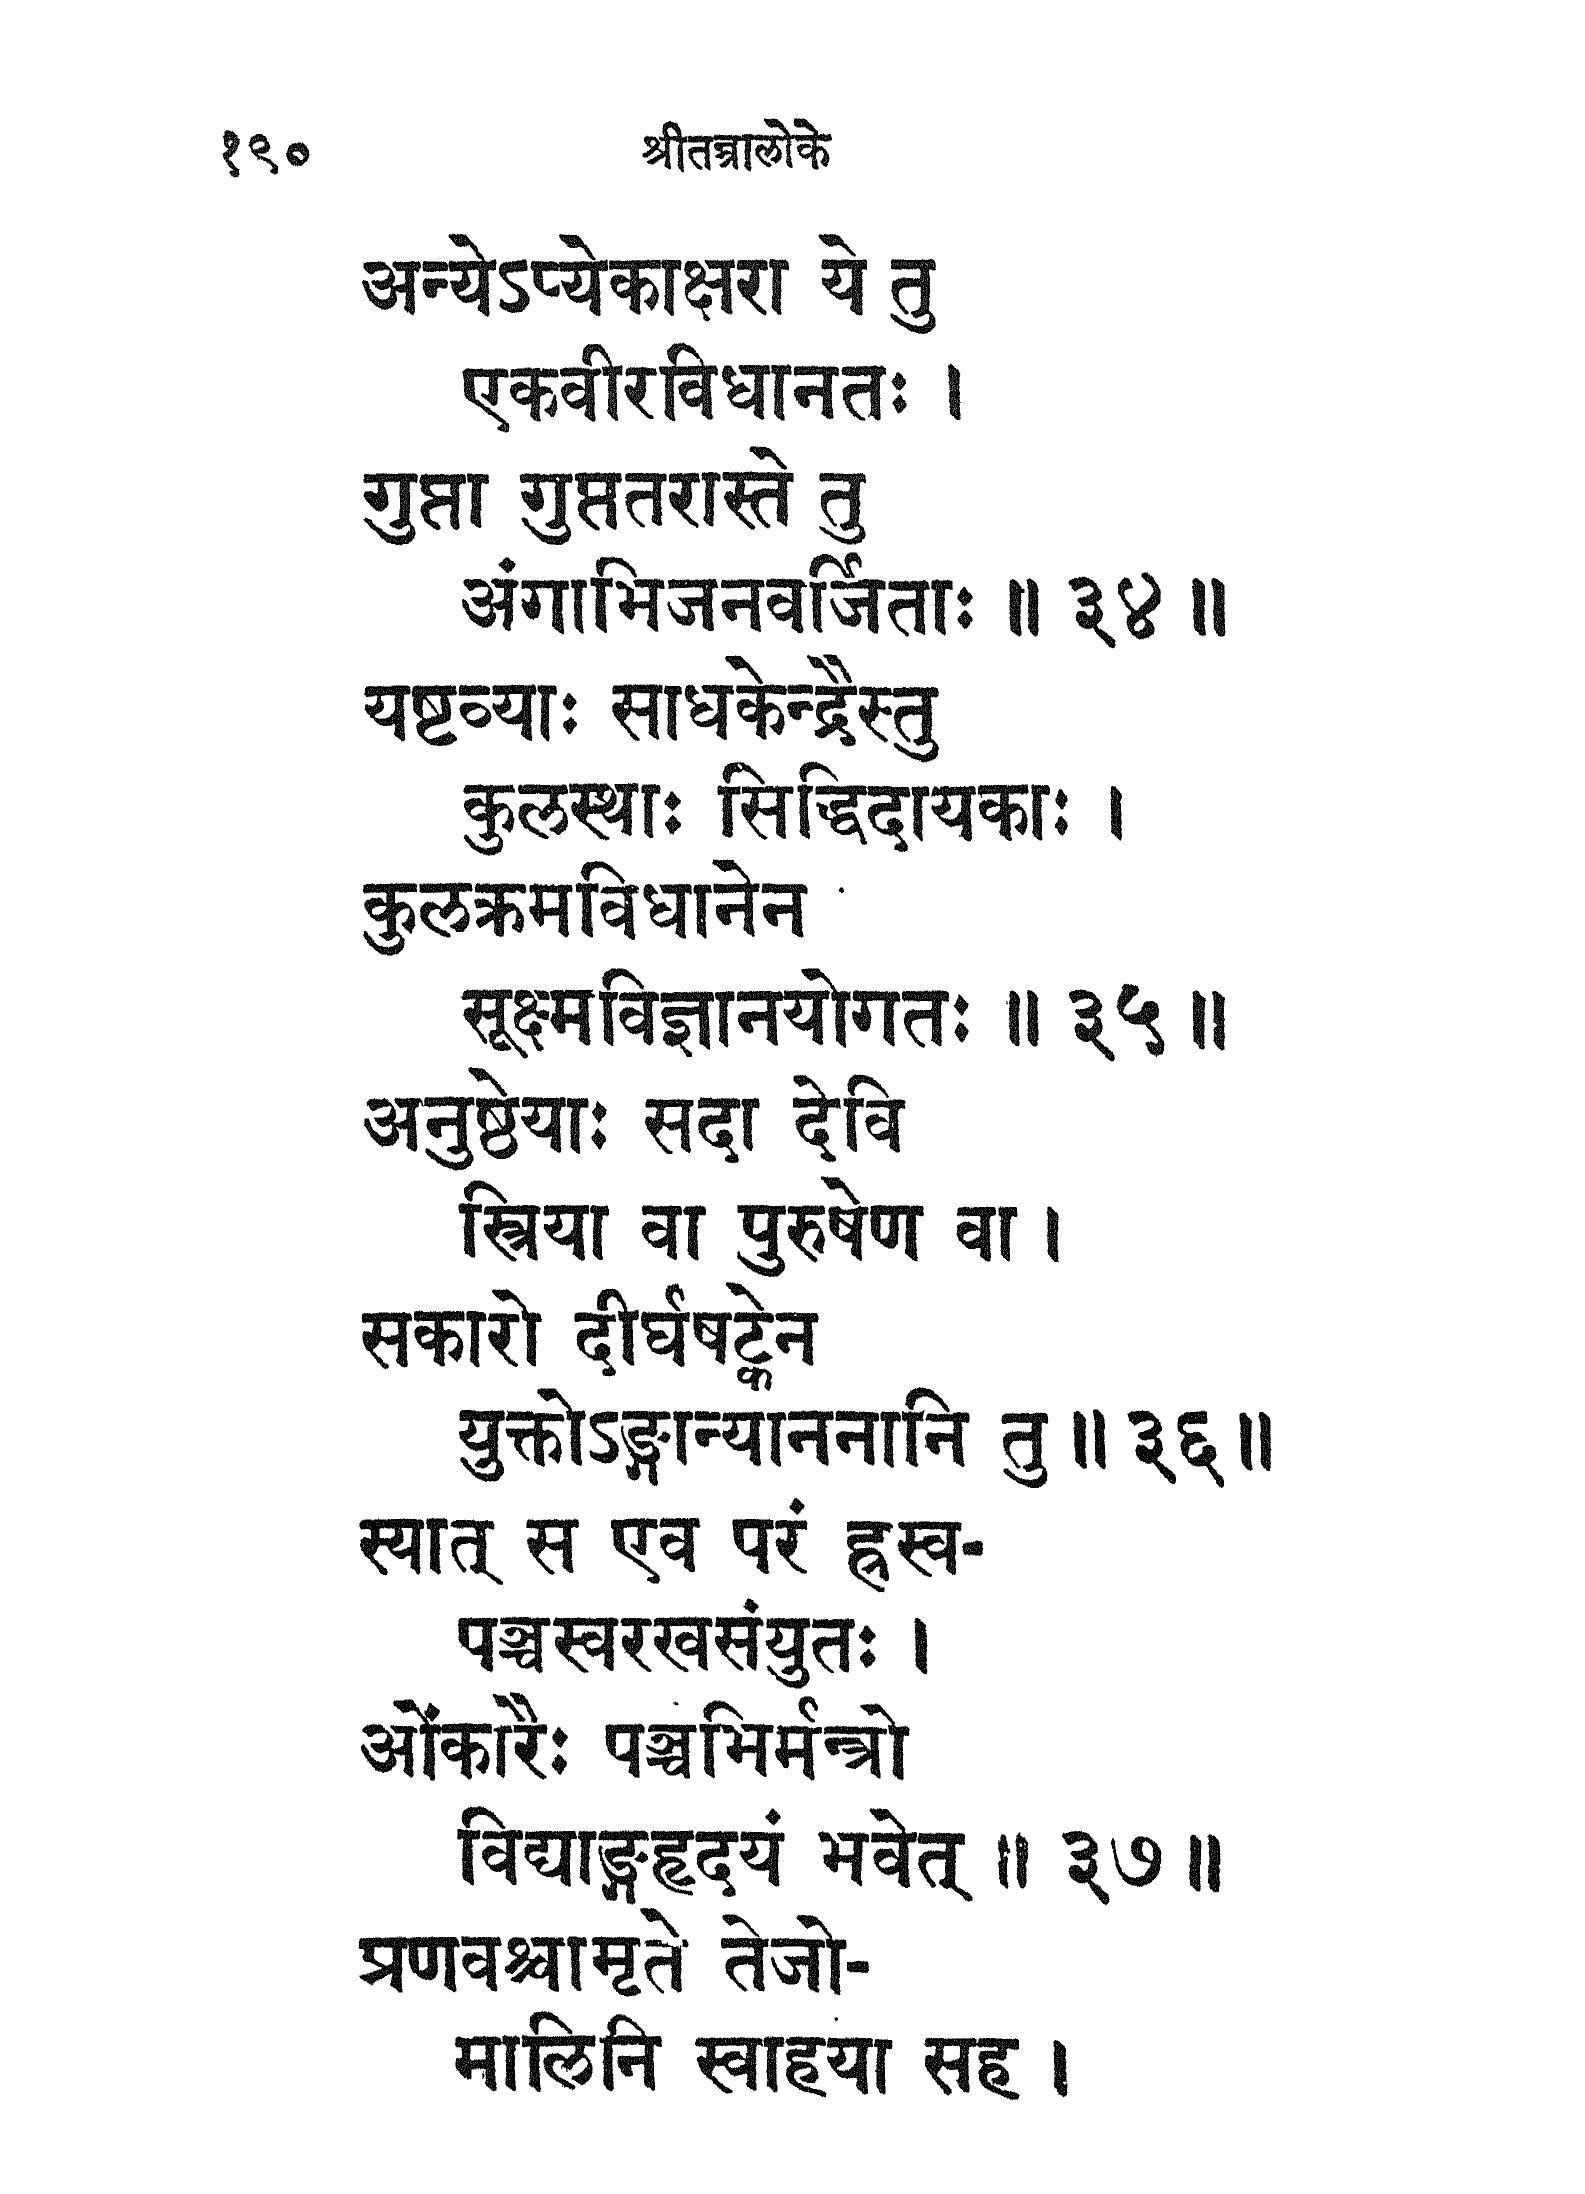 १९० श्रीतन्त्रालोके
अन्येऽप्येकाक्षरा ये तु
एकवीरविधानतः ।
गुप्ता गुप्ततरास्ते तु
अंगाभिजनवर्जिताः ॥ ३४ ॥
यष्टव्याः साधकेन्द्रैस्तु
कुलस्थाः सिद्धिदायकाः ।
कुलक्रमविधानेन
सूक्ष्मविज्ञानयोगतः ॥ ३५ ॥
अनुष्ठेयाः सदा देवि
स्त्रिया वा पुरुषेण वा ।
सकारो दीर्घषट्केन
युक्तोऽङ्गान्याननानि तु ॥ ३६ ॥
स्यात् स एव परं ह्रस्व-
पञ्चस्वरखसंयुतः ।
ओंकारैः पञ्चभिर्मन्त्रो
विद्याङ्गहृदयं भवेत् ॥ ३७ ॥
प्रणवश्चामृते तेजो-
मालिनि स्वाहया सह ।